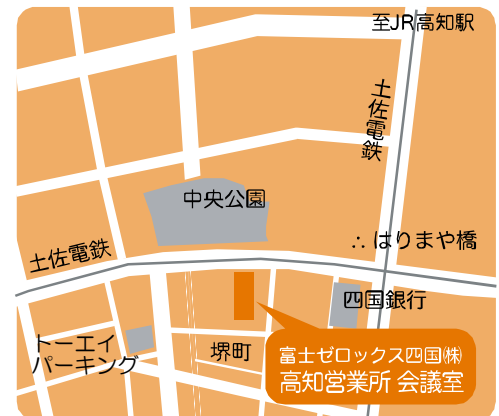 至JR高知駅
土佐電鉄
中央公園
∴はりまや橋
土佐電鉄
四国銀行
トーエイ
パーキング
堺町
富士ゼロックス四国㈱
高知営業所 会議室